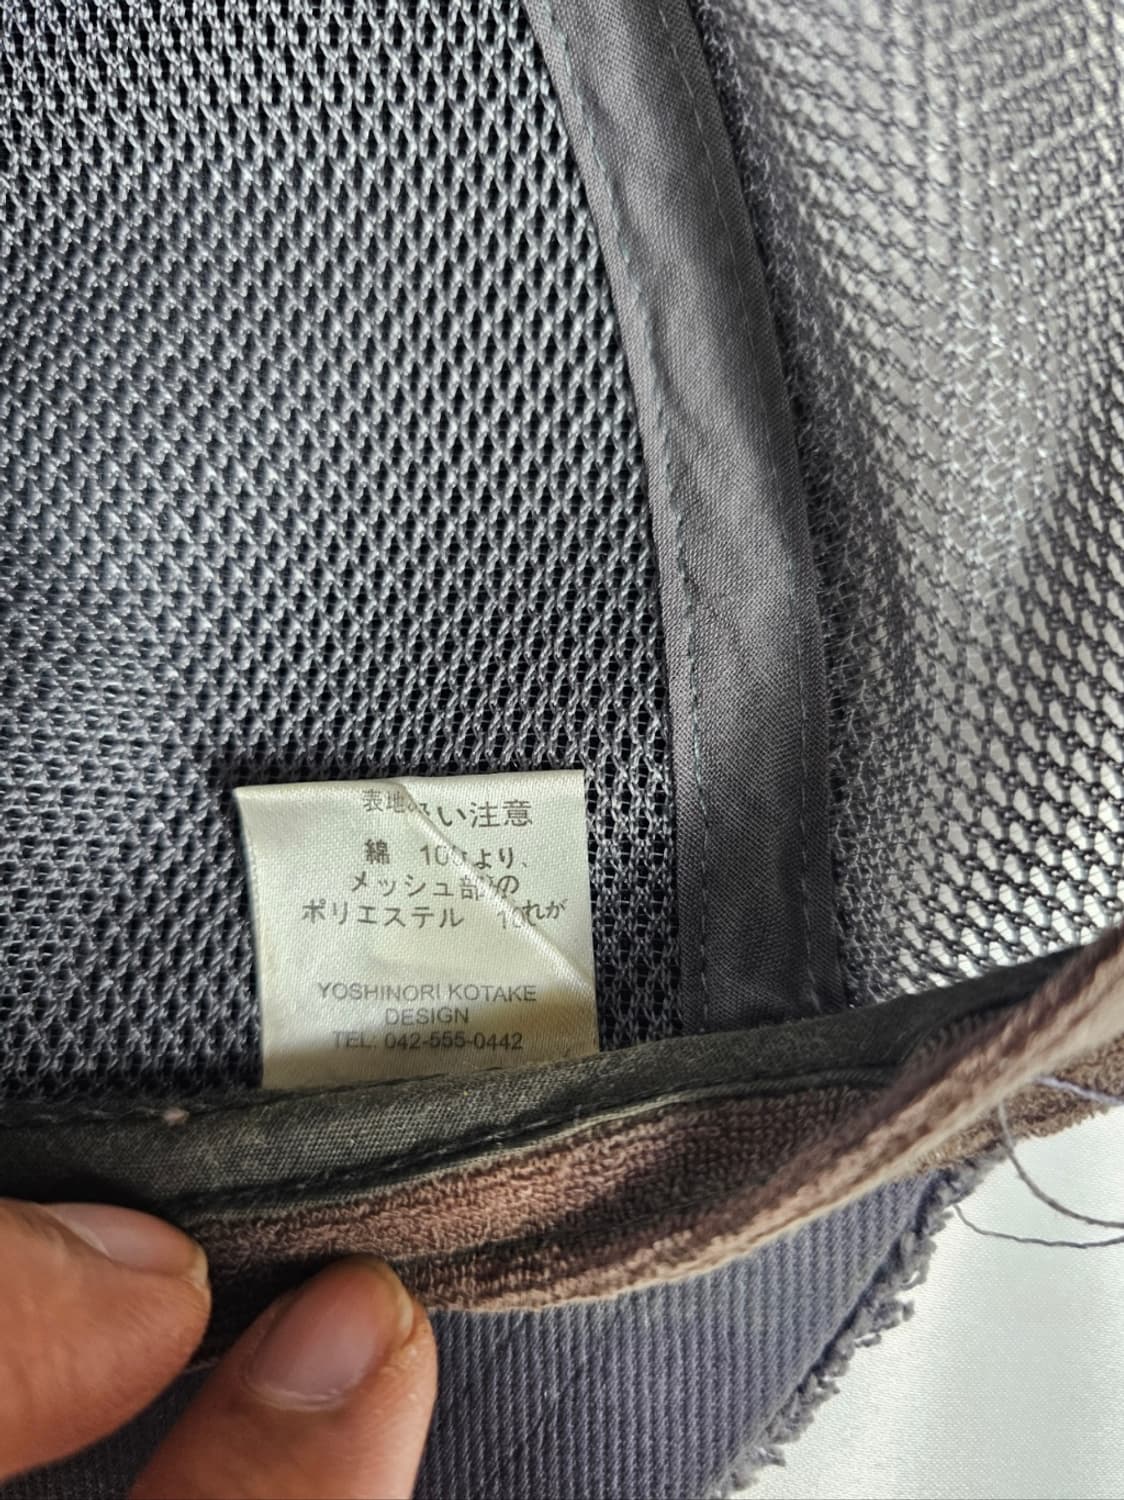 表地 い注意
綿 100より、
メッシュ部 の
ポリエステル 10れが
YOSHINORI KOTAKE
DESIGN
TEL: 042-555-0442